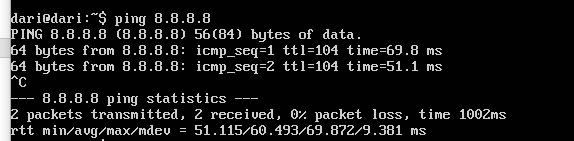 dari@dari:~$ ping 8.8.8.8
PING 8.8.8.8 (8.8.8.8) 56(84) bytes of data.
64 bytes from 8.8.8.8: icmp_seq=1 ttl=104 time=69.8 ms
64 bytes from 8.8.8.8: icmp_seq=2 ttl=104 time=51.1 ms
^C
--- 8.8.8.8 ping statistics ---
2 packets transmitted, 2 received, 0% packet loss, time 1002ms
rtt min/avg/max/mdev = 51.115/60.493/69.872/9.381 ms